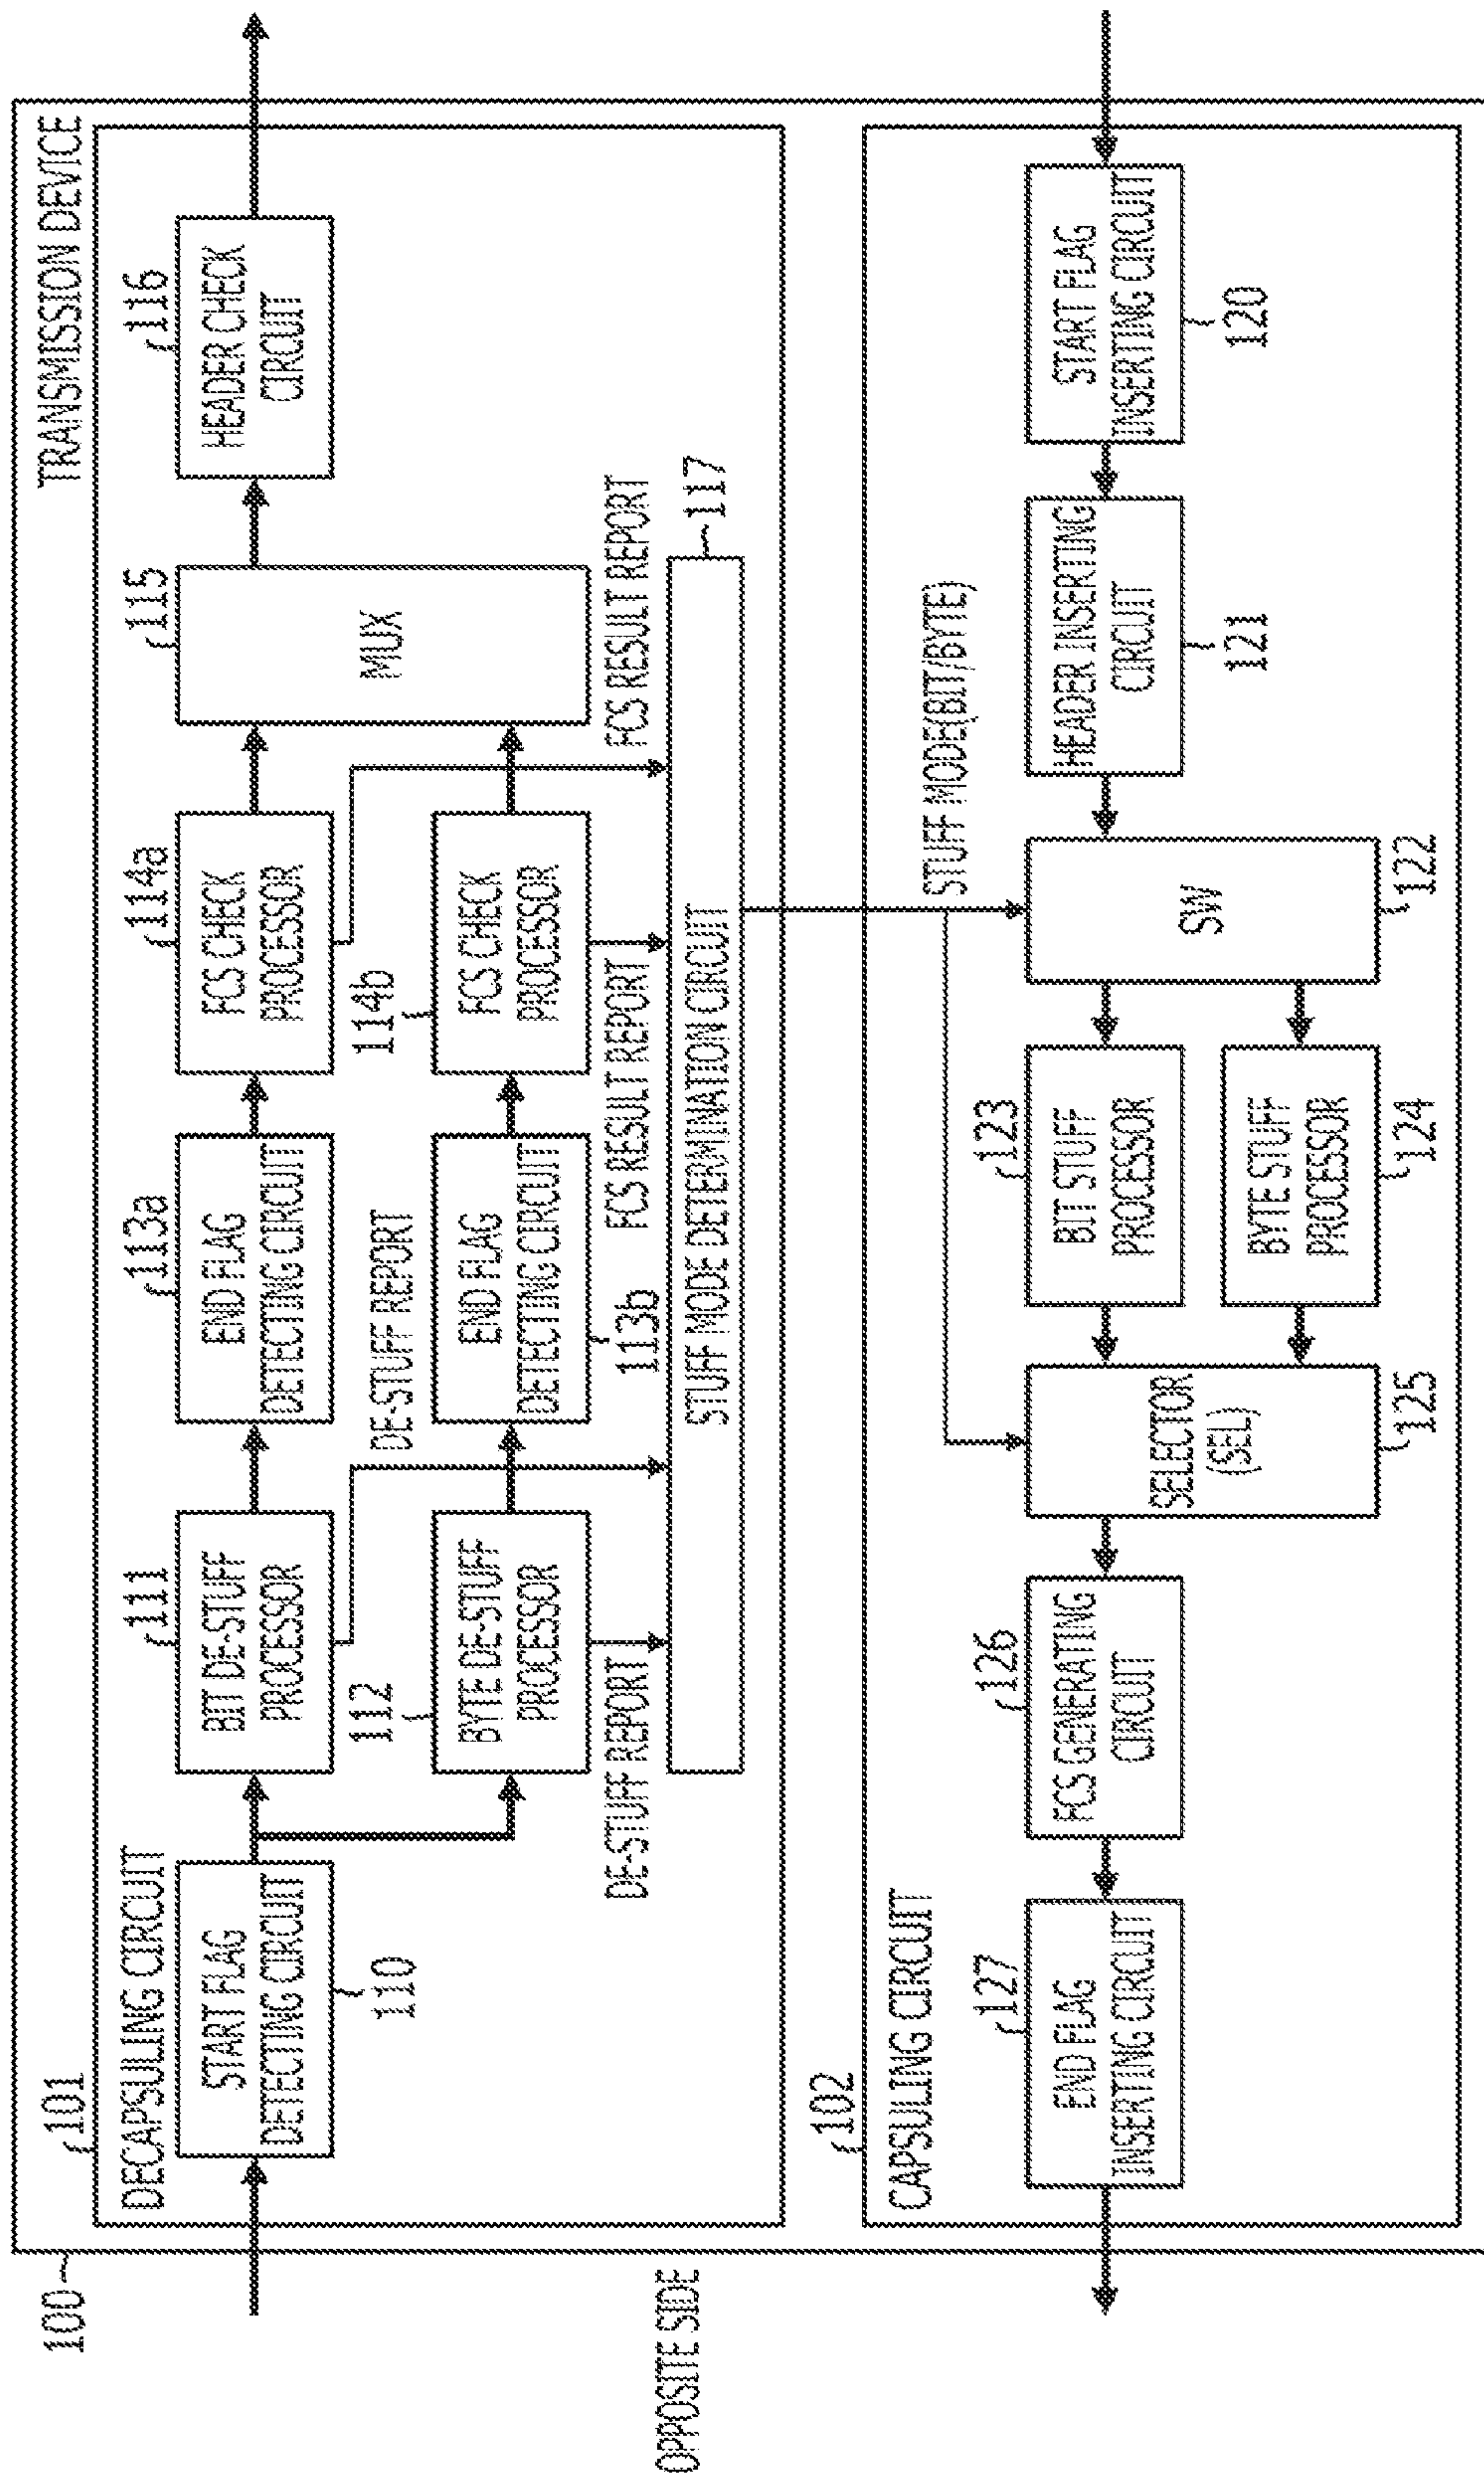 100
TRANSMISSION DEVICE
101
DECAPSULING CIRCUIT
START FLAG
DETECTING CIRCUIT
110
111
BIT DE-STUFF
PROCESSOR
113a
END FLAG
DETECTING CIRCUIT
114a
FCS CHECK
PROCESSOR
115
MUX
116
HEADER CHECK
CIRCUIT
112
BYTE DE-STUFF
PROCESSOR
DE-STUFF REPORT
END FLAG
DETECTING CIRCUIT
113b
114b
FCS CHECK
PROCESSOR
DE-STUFF REPORT
FCS RESULT REPORT
FCS RESULT REPORT
STUFF MODE DETERMINATION CIRCUIT
117
OPPOSITE SIDE
102
CAPSULING CIRCUIT
STUFF MODE(BIT/BYTE)
127
END FLAG
INSERTING CIRCUIT
126
FCS GENERATING
CIRCUIT
SELECTOR
(SEL)
125
123
BIT STUFF
PROCESSOR
BYTE STUFF
PROCESSOR
124
SW
122
HEADER INSERTING
CIRCUIT
121
START FLAG
INSERTING CIRCUIT
120